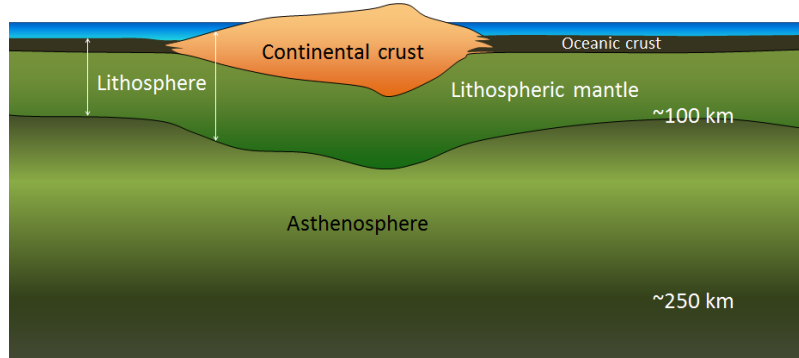 Continental crust
Oceanic crust
Lithosphere
Lithospheric mantle
~100 km
Asthenosphere
~250 km